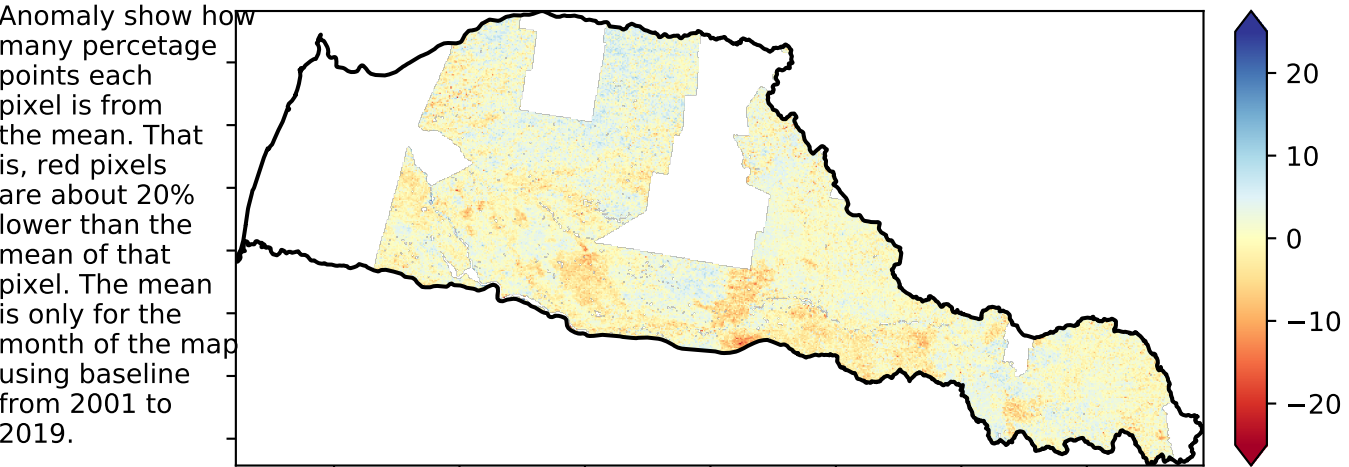 Anomaly show how
many percetage
points each
pixel is from
the mean. That
is, red pixels
are about 20%
lower than the
mean of that
pixel. The mean
is only for the
month of the map
using baseline
from 2001 to
2019.
20
10
0
−10
−20